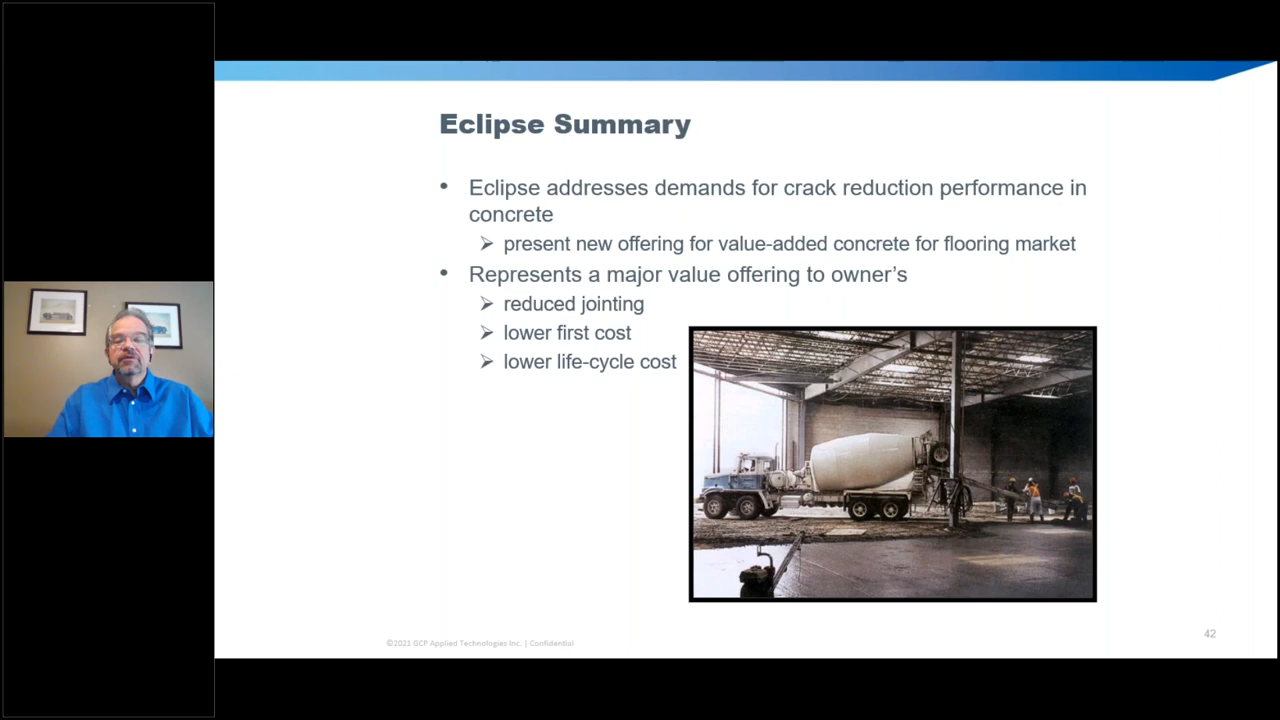 Eclipse Summary
• Eclipse addresses demands for crack reduction performance in
concrete
➢ present new offering for value-added concrete for flooring market
• Represents a major value offering to owner’s
➢ reduced jointing
➢ lower first cost
➢ lower life-cycle cost
©2021 GCP Applied Technologies Inc. | Confidential
42